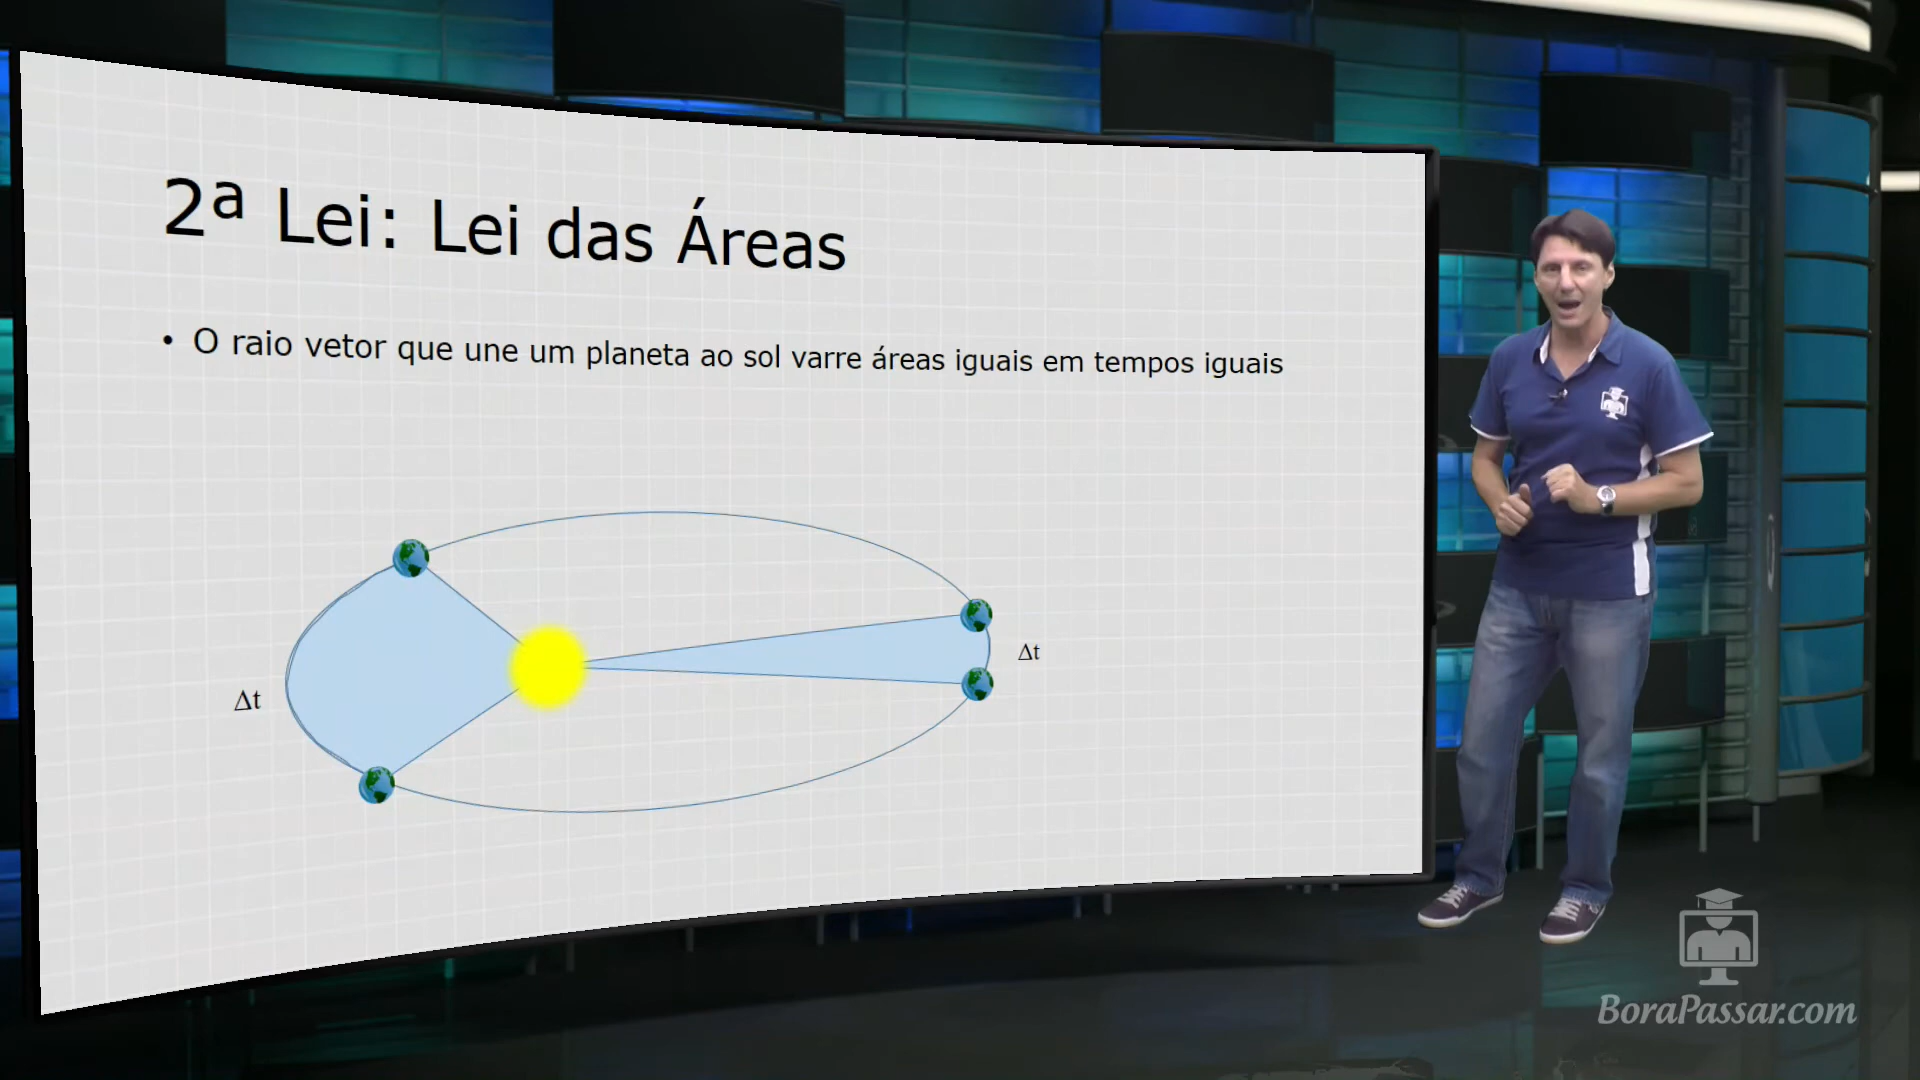 2ª Lei: Lei das Áreas
• O raio vetor que une um planeta ao sol varre áreas iguais em tempos iguais
Δt
Δt
BoraPassar.com